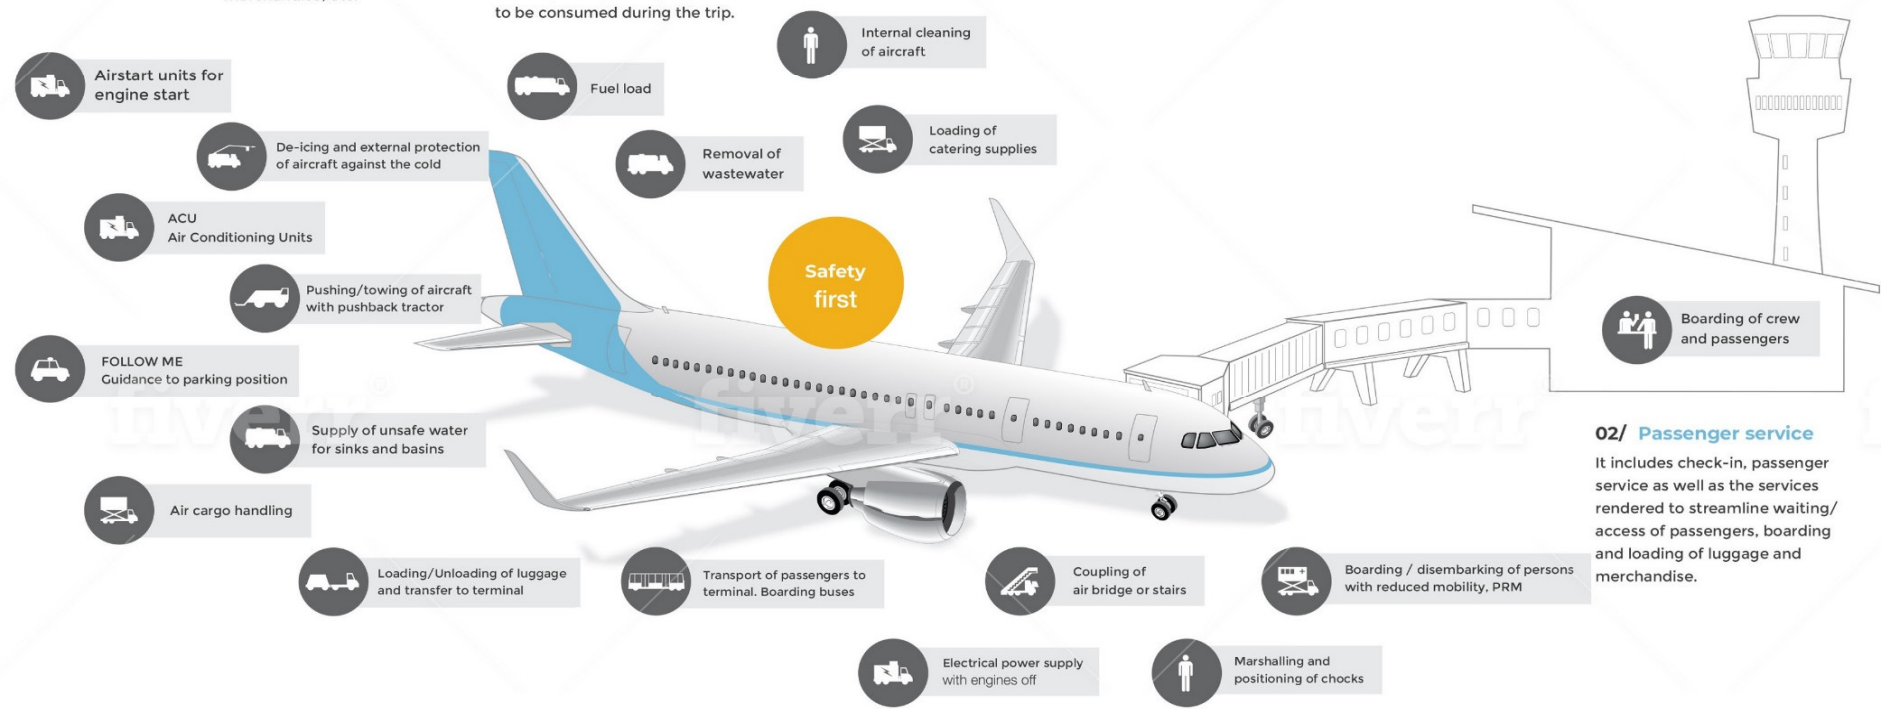 to be consumed during the trip.
Internal cleaning
of aircraft
Airstart units for
engine start
Fuel load
De-icing and external protection
of aircraft against the cold
Removal of
wastewater
Loading of
catering supplies
ACU
Air Conditioning Units
Safety
first
Pushing/towing of aircraft
with pushback tractor
Boarding of crew
and passengers
FOLLOW ME
Guidance to parking position
fiverr®
fiverr®
fiverr
Supply of unsafe water
for sinks and basins
02/ Passenger service
It includes check-in, passenger
service as well as the services
rendered to streamline waiting/
access of passengers, boarding
and loading of luggage and
merchandise.
Air cargo handling
Loading/Unloading of luggage
and transfer to terminal
Transport of passengers to
terminal. Boarding buses
Coupling of
air bridge or stairs
Boarding / disembarking of persons
with reduced mobility, PRM
Electrical power supply
with engines off
Marshalling and
positioning of chocks